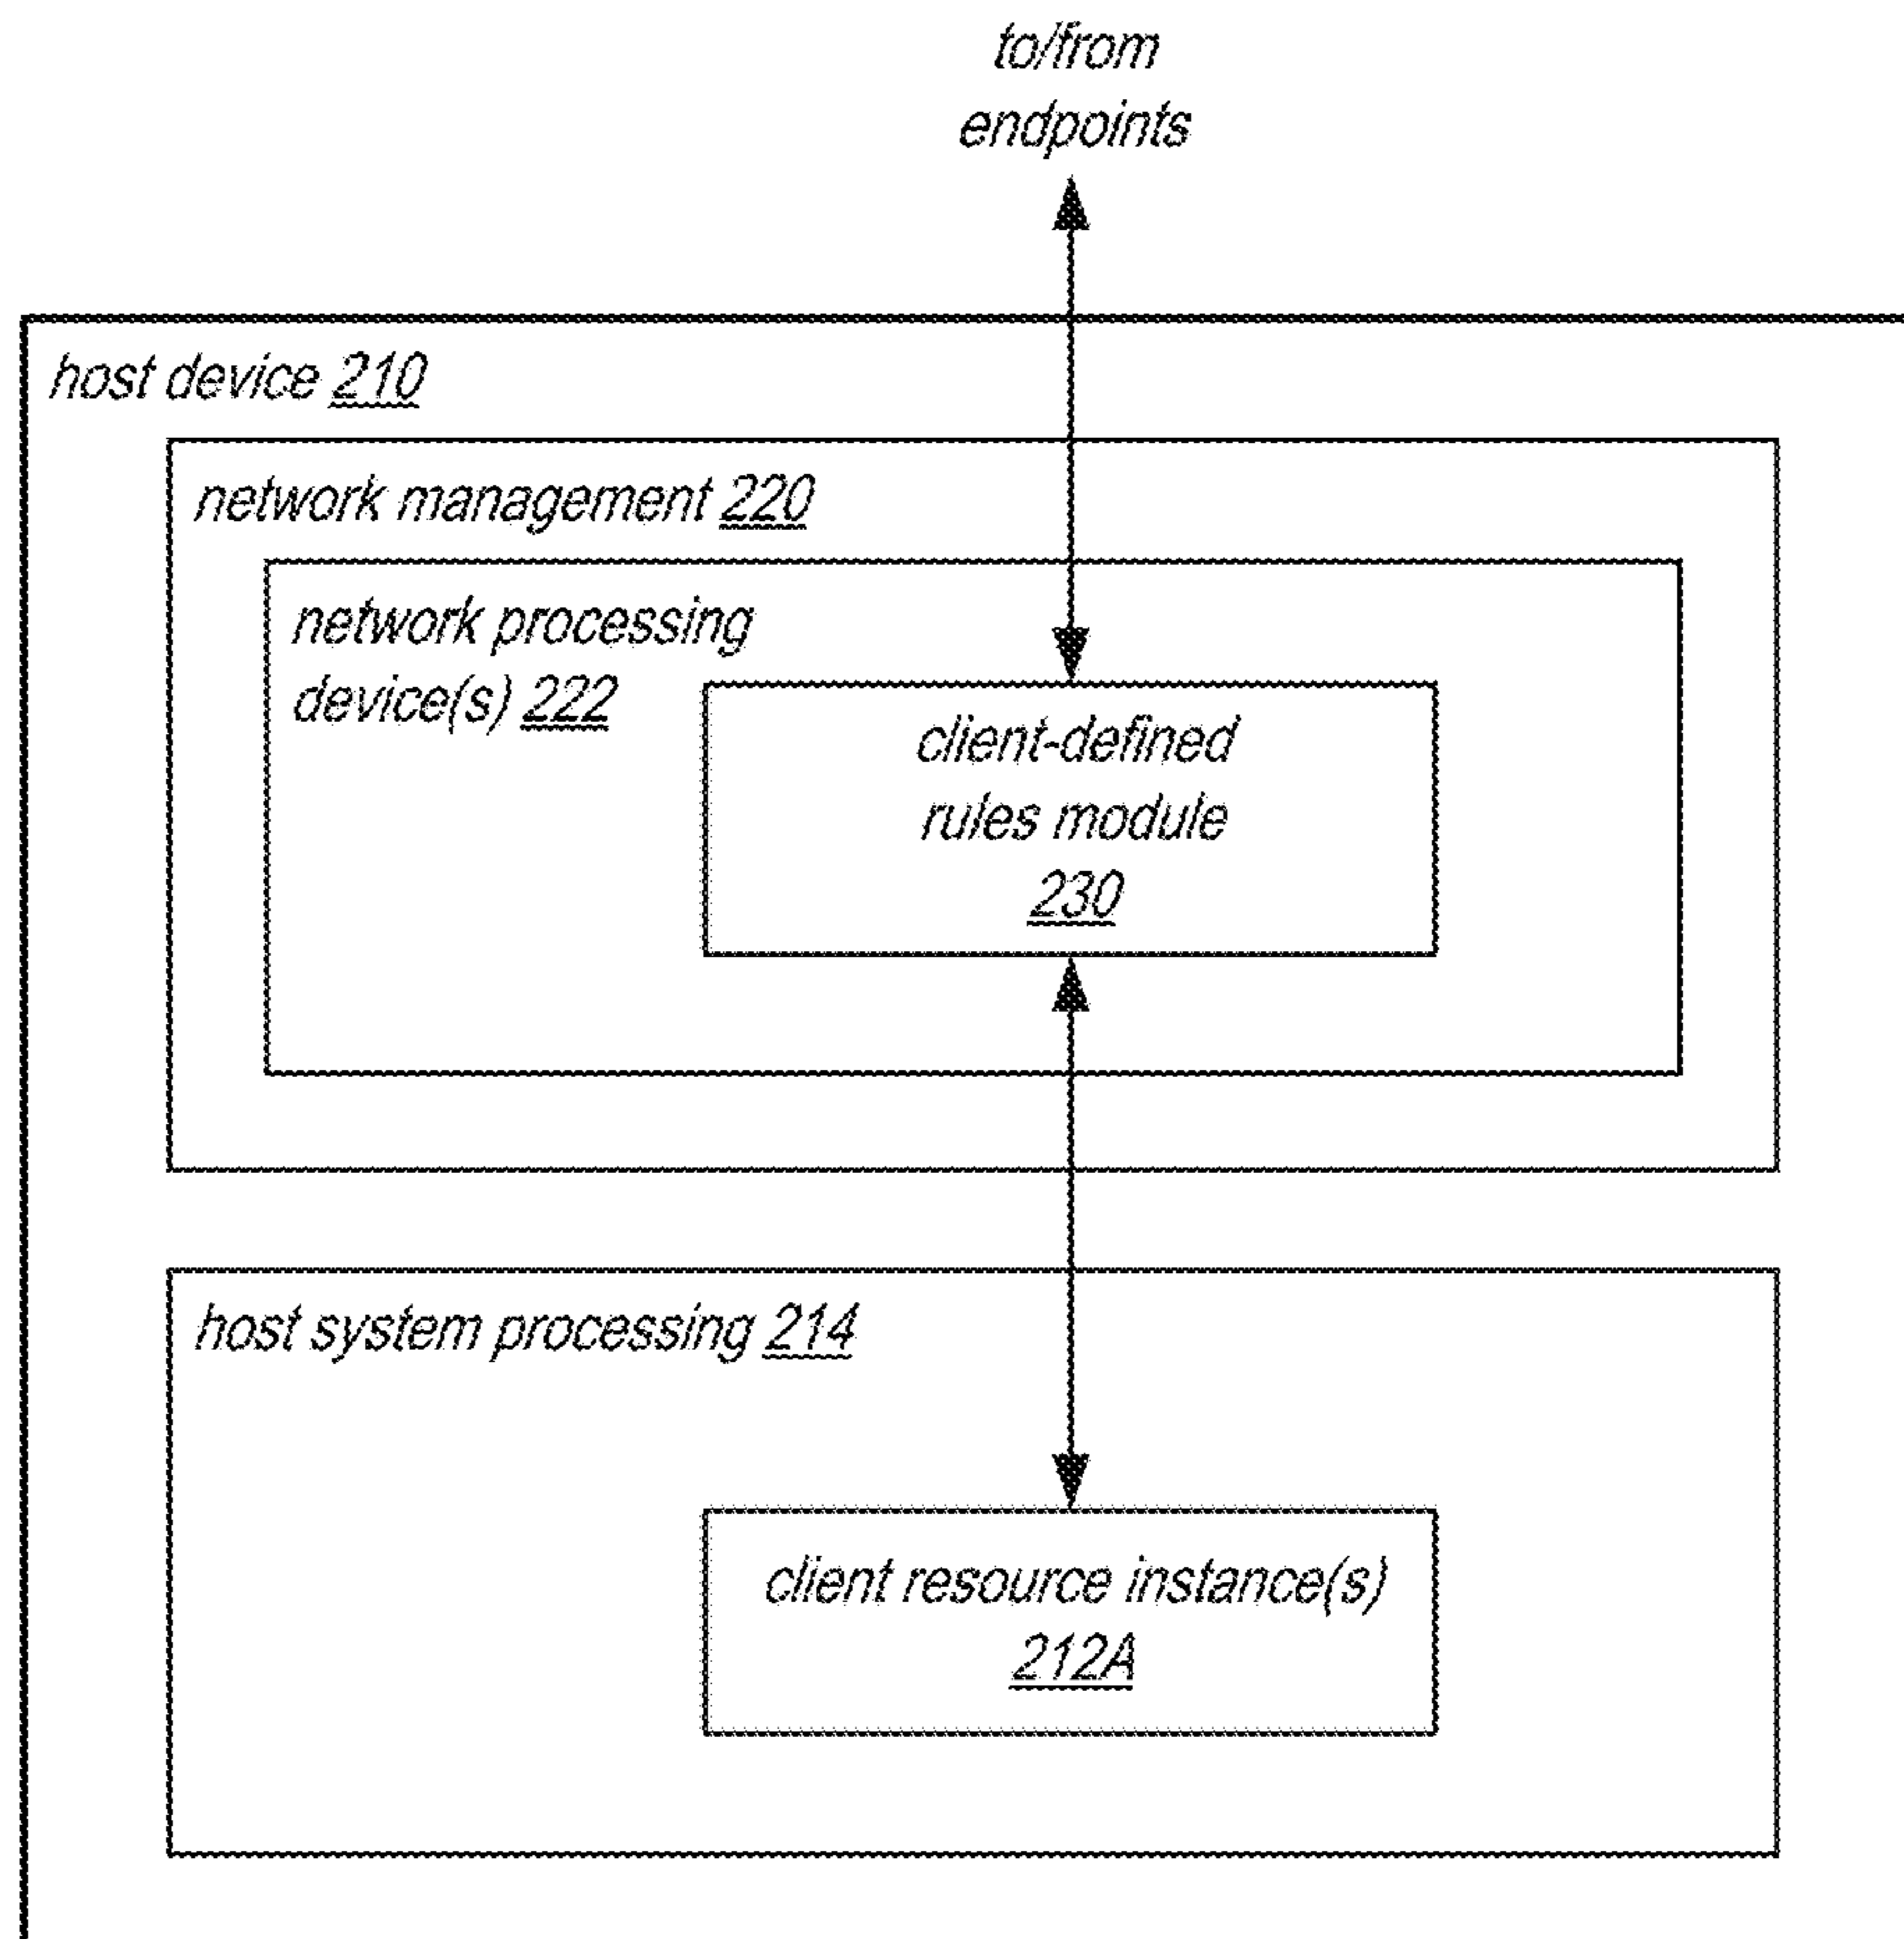 to/from
endpoints
host device 210
network management 220
network processing
device(s) 222
client-defined
rules module
230
host system processing 214
client resource instance(s)
212A